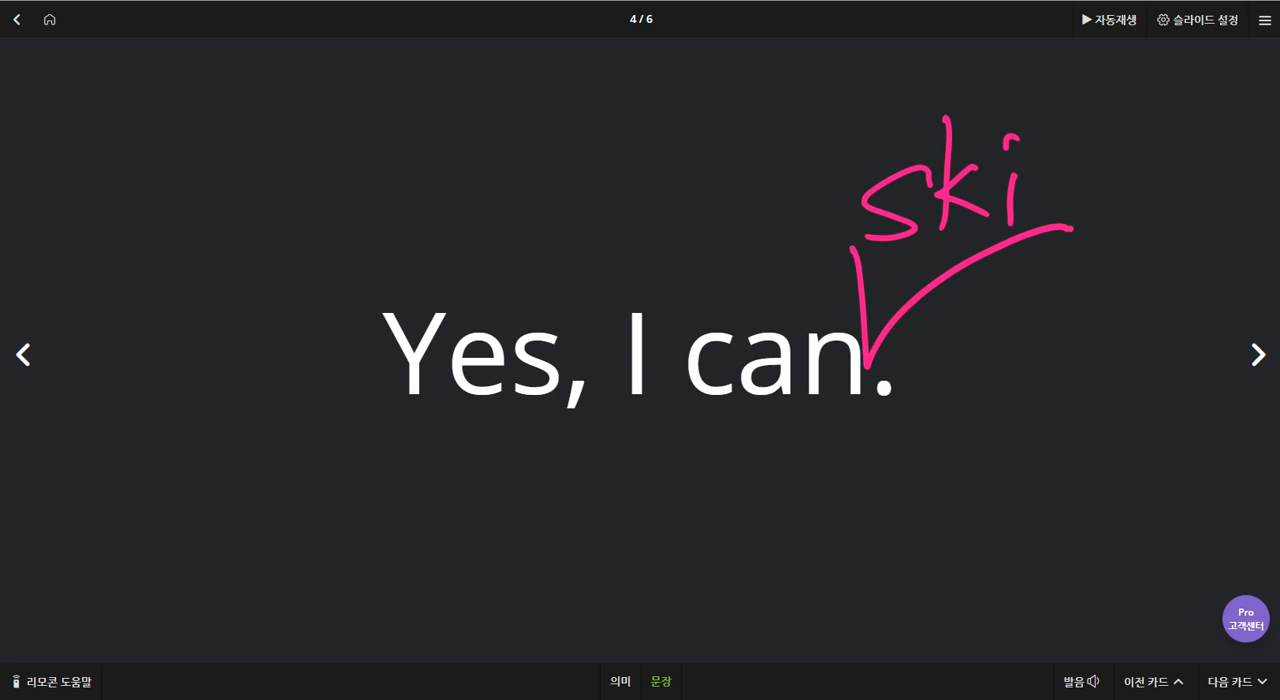 4 / 6
자동재생
슬라이드 설정
ski
Yes, I can.
Pro
고객센터
리모콘 도움말
의미
문장
발음
이전 카드
다음 카드